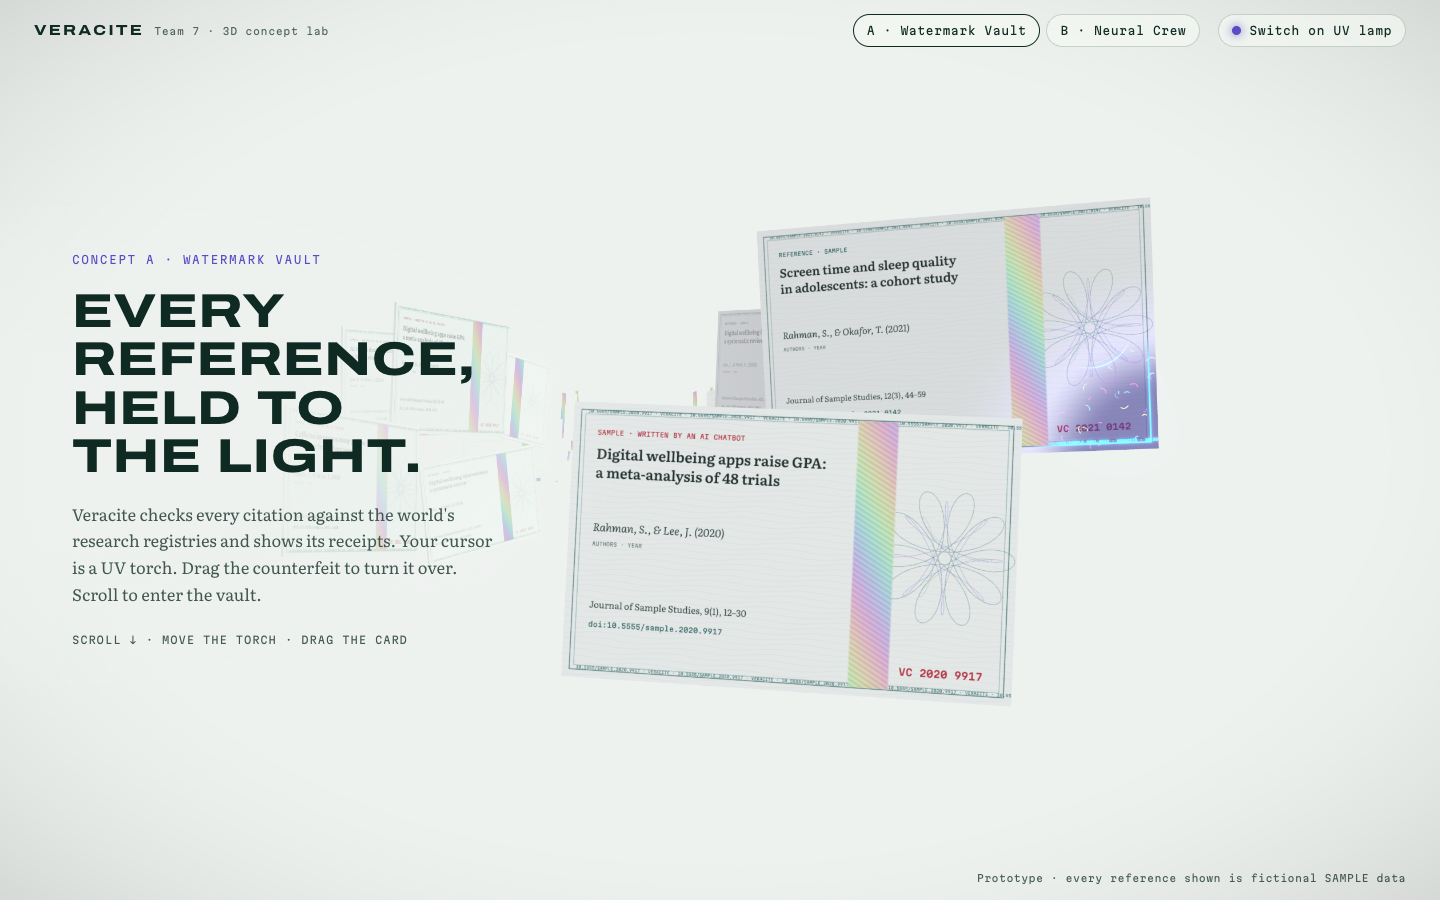 VERACITE Team 7 · 3D concept lab
A · Watermark Vault
B · Neural Crew
Switch on UV lamp
CONCEPT A · WATERMARK VAULT
EVERY
REFERENCE,
HELD TO
THE LIGHT.
Veracite checks every citation against the world's
research registries and shows its receipts. Your cursor
is a UV torch. Drag the counterfeit to turn it over.
Scroll to enter the vault.
SCROLL ↓ · MOVE THE TORCH · DRAG THE CARD
REFERENCE · SAMPLE
Screen time and sleep quality
in adolescents: a cohort study
Rahman, S., & Okafor, T. (2021)
AUTHORS · YEAR
Journal of Sample Studies, 12(3), 44–59
VC 2021 0142
SAMPLE · WRITTEN BY AN AI CHATBOT
Digital wellbeing apps raise GPA:
a meta-analysis of 48 trials
Rahman, S., & Lee, J. (2020)
AUTHORS · YEAR
Journal of Sample Studies, 9(1), 12–30
doi:10.5555/sample.2020.9917
VC 2020 9917
Prototype · every reference shown is fictional SAMPLE data